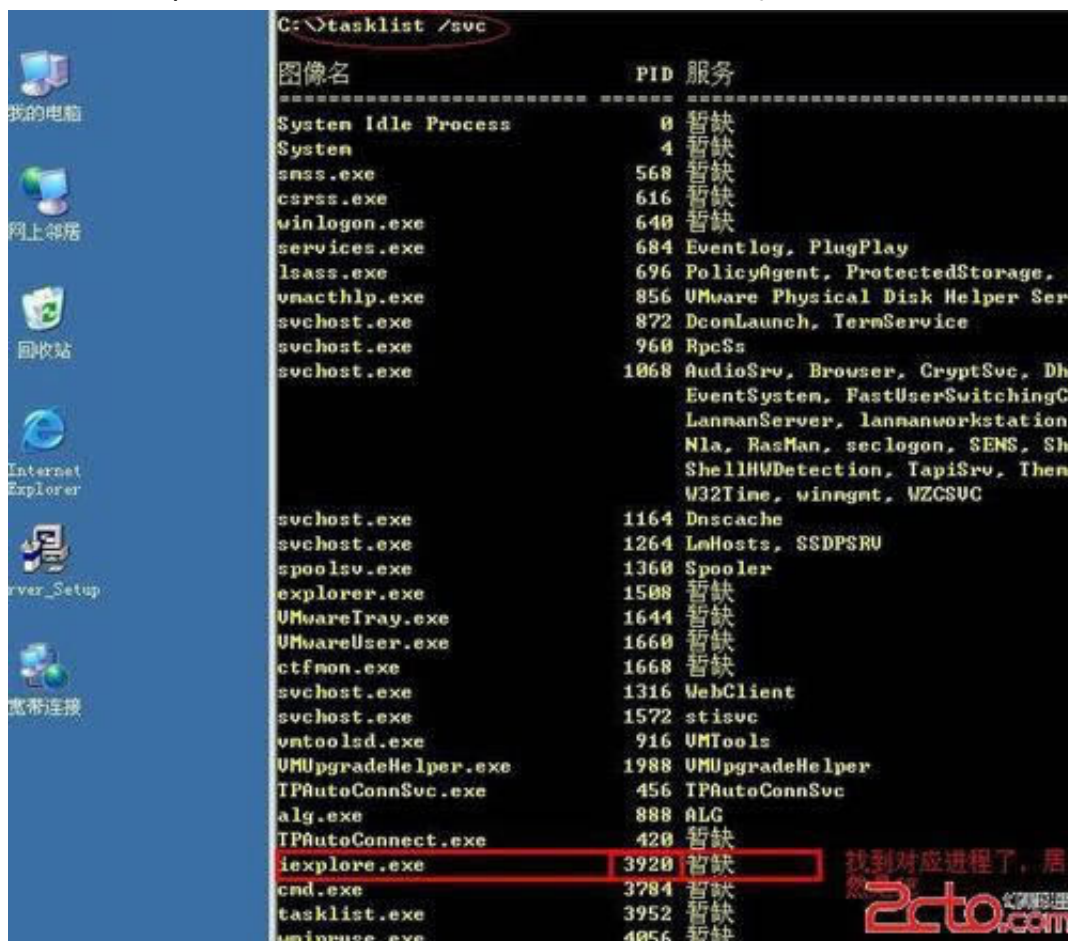 我的电脑
网上邻居
回收站
Internet
Explorer
rver_Setup
宽带连接
C:\>tasklist /svc
图像名 PID 服务
========================= ====== =============================================
System Idle Process 0 暂缺
System 4 暂缺
smss.exe 568 暂缺
csrss.exe 616 暂缺
winlogon.exe 640 暂缺
services.exe 684 Eventlog, PlugPlay
lsass.exe 696 PolicyAgent, ProtectedStorage,
vmacthlp.exe 856 VMware Physical Disk Helper Ser
svchost.exe 872 DcomLaunch, TermService
svchost.exe 960 RpcSs
svchost.exe 1068 AudioSrv, Browser, CryptSvc, Dh
EventSystem, FastUserSwitchingC
LanmanServer, lanmanworkstation
Nla, RasMan, seclogon, SENS, Sh
ShellHWDetection, TapiSrv, Them
W32Time, winmgmt, WZCSVC
svchost.exe 1164 Dnscache
svchost.exe 1264 LmHosts, SSDPSRV
spoolsv.exe 1360 Spooler
explorer.exe 1508 暂缺
VMwareTray.exe 1644 暂缺
VMwareUser.exe 1660 暂缺
ctfmon.exe 1668 暂缺
svchost.exe 1316 WebClient
svchost.exe 1572 stisvc
vmtoolsd.exe 916 VMTools
VMUpgradeHelper.exe 1988 VMUpgradeHelper
TPAutoConnSvc.exe 456 TPAutoConnSvc
alg.exe 888 ALG
TPAutoConnect.exe 420 暂缺
iexplore.exe 3920 暂缺 找到对应进程了，居
然
cmd.exe 3784 暂缺
tasklist.exe 3952 暂缺
wmiprvse.exe 4056 暂缺
2cto.com